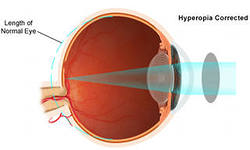 Length of
Normal Eye
Hyperopia Corrected